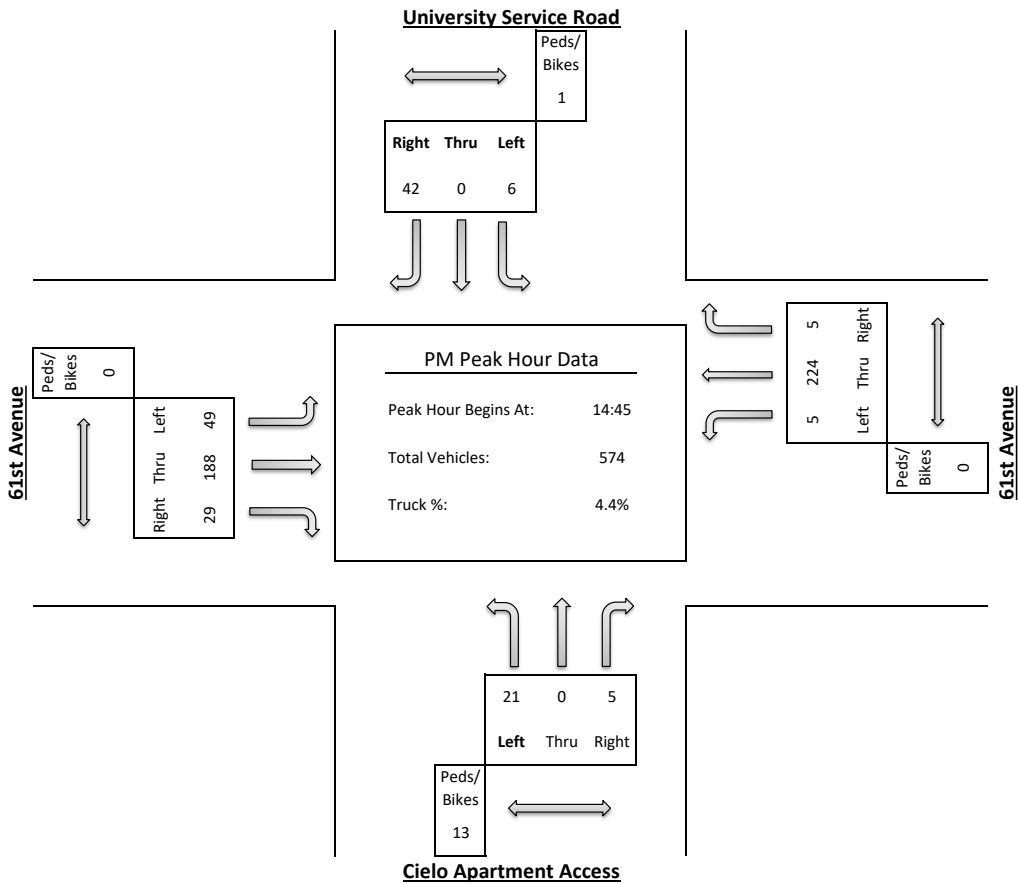 University Service Road
Peds/
Bikes
1
Right Thru Left
42 0 6
61st Avenue
Peds/
Bikes
0
Left 49
Thru 188
Right 29
PM Peak Hour Data
Peak Hour Begins At: 14:45
Total Vehicles: 574
Truck %: 4.4%
5 Right
224 Thru
5 Left
Peds/
Bikes
0
61st Avenue
21 0 5
Left Thru Right
Peds/
Bikes
13
Cielo Apartment Access